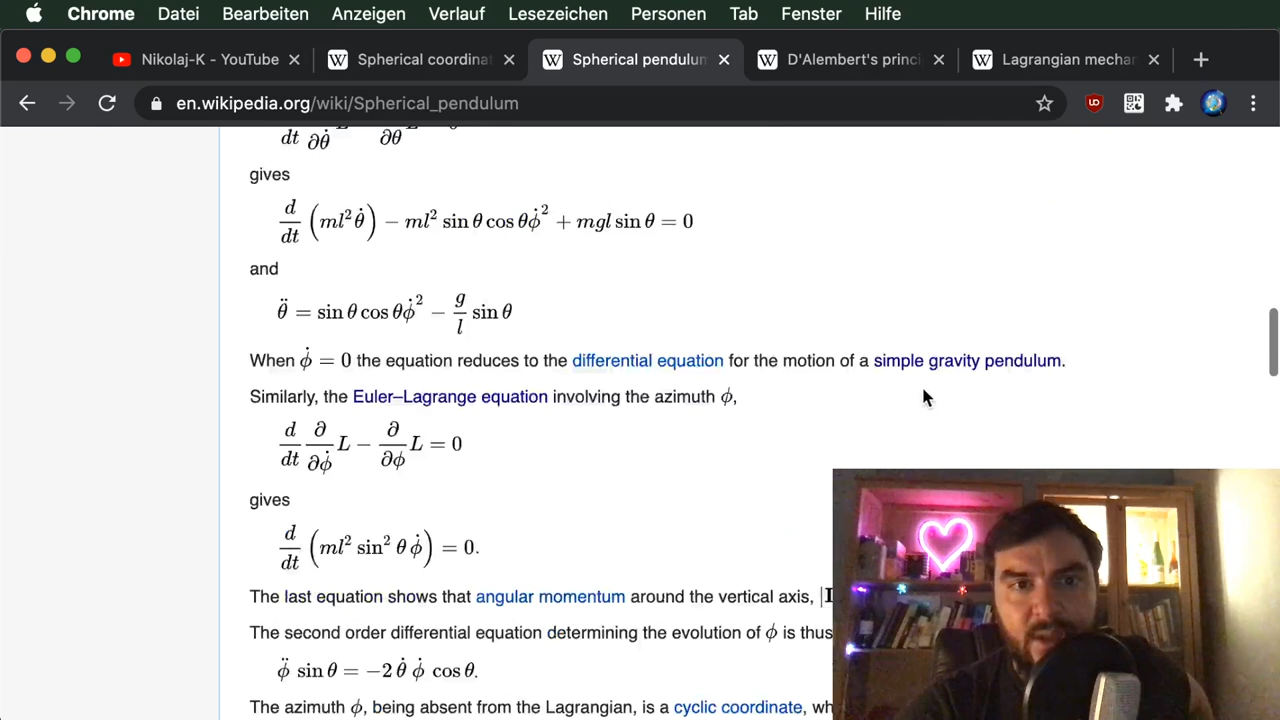 Chrome Datei Bearbeiten Anzeigen Verlauf Lesezeichen Personen Tab Fenster Hilfe
Nikolaj-K - YouTube Spherical coordinat Spherical pendulum D'Alembert's princi Lagrangian mechan
en.wikipedia.org/wiki/Spherical_pendulum
gives
d/dt (ml² θ̇) − ml² sin θ cos θ φ̇² + mgl sin θ = 0
and
θ̈ = sin θ cos θ φ̇² − g/l sin θ
When φ̇ = 0 the equation reduces to the differential equation for the motion of a simple gravity pendulum.
Similarly, the Euler–Lagrange equation involving the azimuth ϕ,
d/dt ∂/∂ϕ̇ L − ∂/∂ϕ L = 0
gives
d/dt (ml² sin² θ ϕ̇) = 0.
The last equation shows that angular momentum around the vertical axis,
The second order differential equation determining the evolution of ϕ is thus
ϕ̈ sin θ = −2 θ̇ ϕ̇ cos θ.
The azimuth ϕ, being absent from the Lagrangian, is a cyclic coordinate, wh